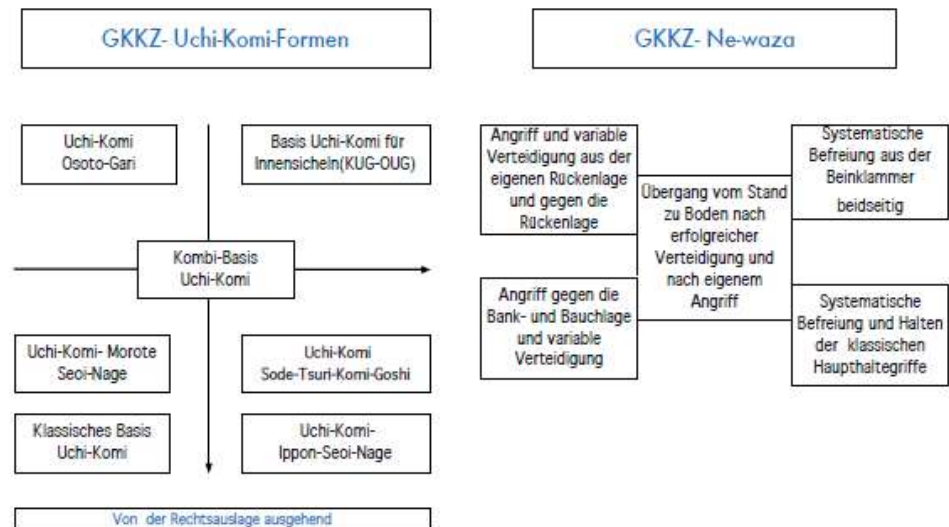 GKKZ- Uchi-Komi-Formen
Uchi-Komi
Osoto-Gari
Basis Uchi-Komi für
Innensicheln(KUG-OUG)
Kombi-Basis
Uchi-Komi
Uchi-Komi- Morote
Seoi-Nage
Uchi-Komi
Sode-Tsuri-Komi-Goshi
Klassisches Basis
Uchi-Komi
Uchi-Komi-
Ippon-Seoi-Nage
Von der Rechtsauslage ausgehend
GKKZ- Ne-waza
Angriff und variable
Verteidigung aus der
eigenen Rückenlage
und gegen die
Rückenlage
Systematische
Befreiung aus der
Beinklammer
beidseitig
Übergang vom Stand
zu Boden nach
erfolgreicher
Verteidigung und
nach eigenem
Angriff
Angriff gegen die
Bank- und Bauchlage
und variable
Verteidigung
Systematische
Befreiung und Halten
der klassischen
Haupthaltegriffe